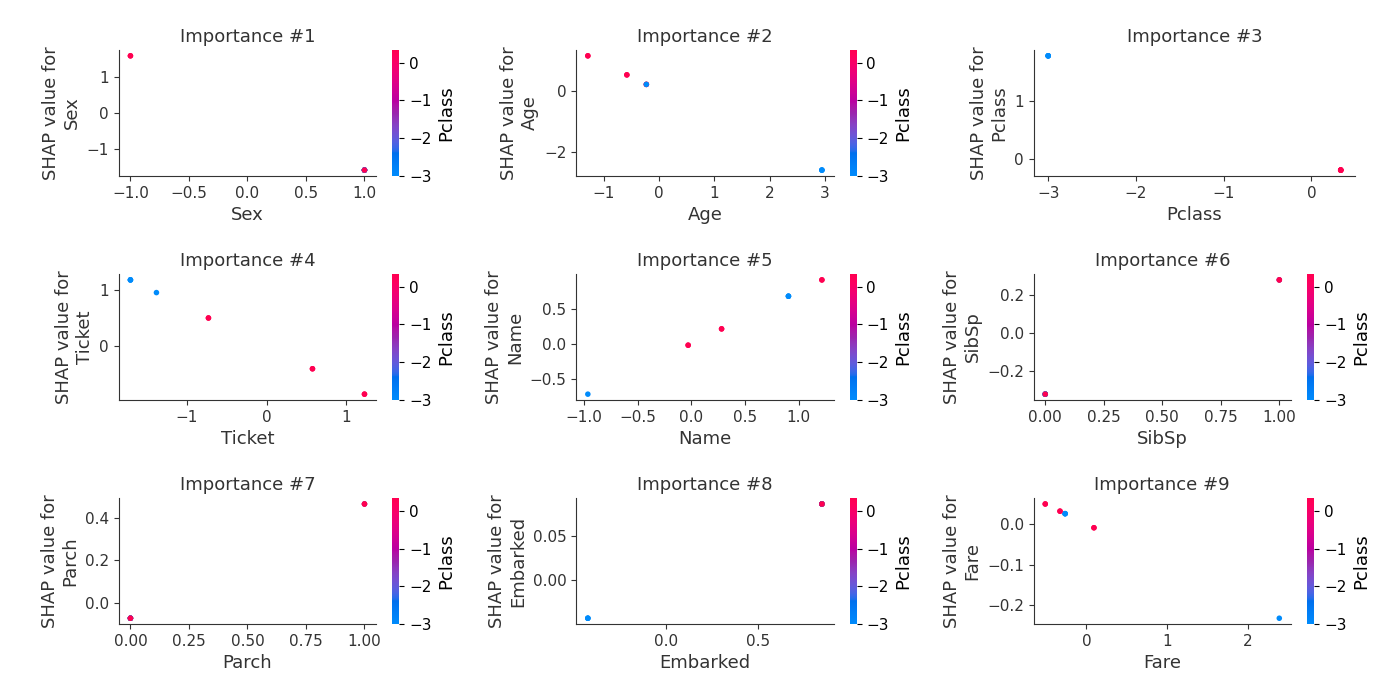 Importance #1
SHAP value for
Sex
1
0
−1
−1.0
−0.5
0.0
0.5
1.0
Sex
0
−1
−2
−3
Pclass
Importance #2
SHAP value for
Age
0
−2
−1
0
1
2
3
Age
0
−1
−2
−3
Pclass
Importance #3
SHAP value for
Pclass
1
0
−3
−2
−1
0
Pclass
Importance #4
SHAP value for
Ticket
1
0
−1
0
1
Ticket
0
−1
−2
−3
Pclass
Importance #5
SHAP value for
Name
0.5
0.0
−0.5
−1.0
−0.5
0.0
0.5
1.0
Name
0
−1
−2
−3
Pclass
Importance #6
SHAP value for
SibSp
0.2
0.0
−0.2
0.00
0.25
0.50
0.75
1.00
SibSp
0
−1
−2
−3
Pclass
Importance #7
SHAP value for
Parch
0.4
0.2
0.0
0.00
0.25
0.50
0.75
1.00
Parch
0
−1
−2
−3
Pclass
Importance #8
SHAP value for
Embarked
0.05
0.00
0.0
0.5
Embarked
0
−1
−2
−3
Pclass
Importance #9
SHAP value for
Fare
0.0
−0.1
−0.2
0
1
2
Fare
0
−1
−2
−3
Pclass